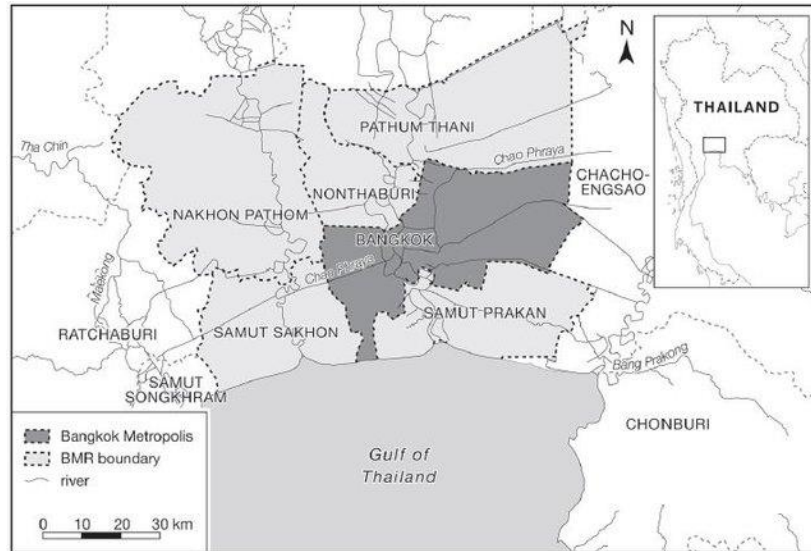 N
THAILAND
PATHUM THANI
Tha Chin
Chao Phraya
CHACHO-
ENGSAO
NONTHABURI
NAKHON PATHOM
BANGKOK
Chao Phraya
Maekong
SAMUT PRAKAN
RATCHABURI
SAMUT SAKHON
Bang Prakong
SAMUT
SONGKHRAM
CHONBURI
Bangkok Metropolis
BMR boundary
river
Gulf of
Thailand
0 10 20 30 km